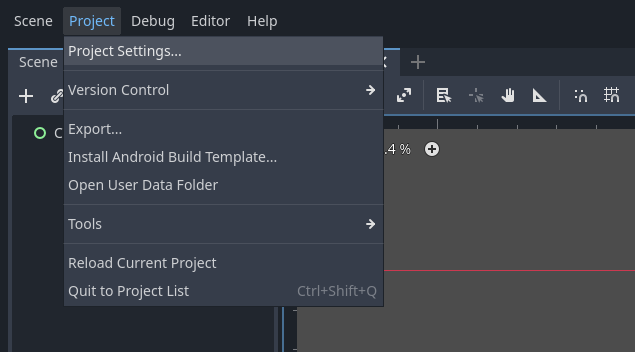 Scene Project Debug Editor Help
Project Settings...
Scene
Version Control
Export...
.4 %
Install Android Build Template...
Open User Data Folder
Tools
Reload Current Project
Quit to Project List Ctrl+Shift+Q